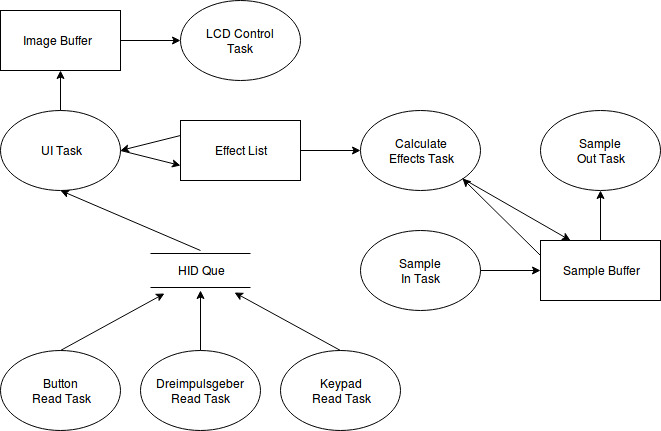 Image Buffer
LCD Control
Task
UI Task
Effect List
Calculate
Effects Task
Sample
Out Task
HID Que
Sample
In Task
Sample Buffer
Button
Read Task
Dreimpulsgeber
Read Task
Keypad
Read Task